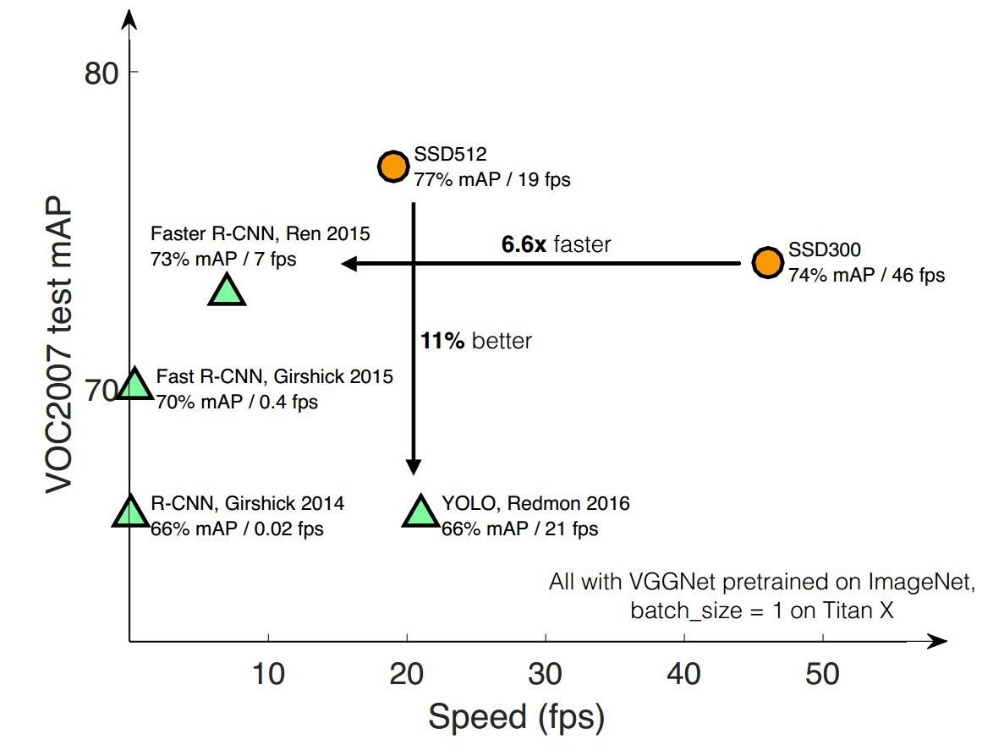 80
SSD512
77% mAP / 19 fps
Faster R-CNN, Ren 2015
73% mAP / 7 fps
6.6x faster
SSD300
74% mAP / 46 fps
11% better
70
Fast R-CNN, Girshick 2015
70% mAP / 0.4 fps
R-CNN, Girshick 2014
66% mAP / 0.02 fps
YOLO, Redmon 2016
66% mAP / 21 fps
All with VGGNet pretrained on ImageNet,
batch_size = 1 on Titan X
VOC2007 test mAP
10 20 30 40 50
Speed (fps)